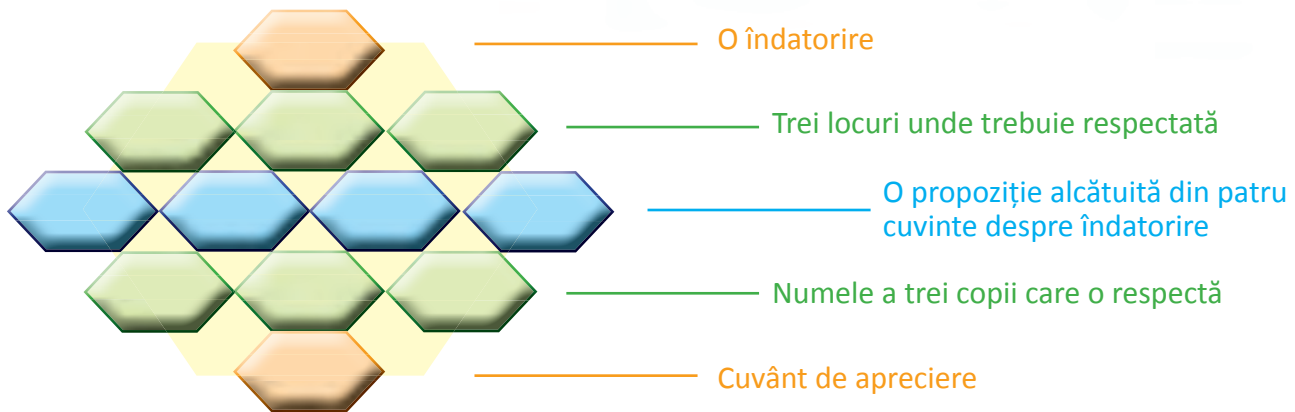 O îndatorire
Trei locuri unde trebuie respectată
O propoziție alcătuită din patru
cuvinte despre îndatorire
Numele a trei copii care o respectă
Cuvânt de apreciere